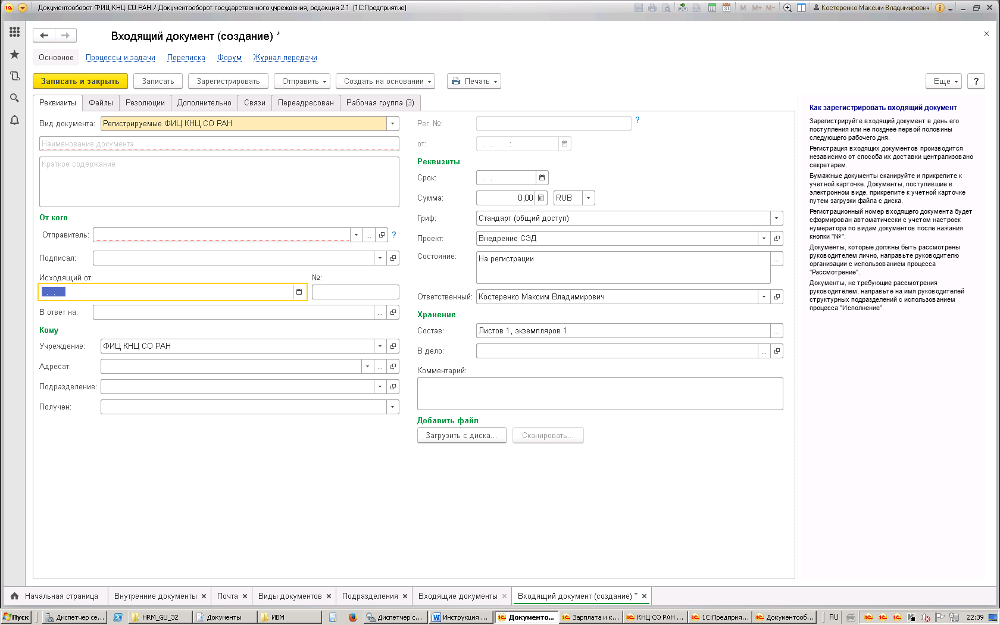 Документооборот ФИЦ КНЦ СО РАН / Документооборот государственного учреждения, редакция 2.1 (1С:Предприятие)
M M+ M- Костеренко Максим Владимирович
Входящий документ (создание) *
Основное Процессы и задачи Переписка Форум Журнал передачи
Записать и закрыть Записать Зарегистрировать Отправить Создать на основании Печать Еще ?
Реквизиты Файлы Резолюции Дополнительно Связи Переадресован Рабочая группа (3)
Вид документа: Регистрируемые ФИЦ КНЦ СО РАН
Наименование документа
Краткое содержание
От кого
Отправитель: ... ?
Подписал:
Исходящий от: №:
. .
В ответ на: ...
Кому
Учреждение: ФИЦ КНЦ СО РАН
Адресат: ...
Подразделение:
Получен:
Рег. №: ?
от: . . :
Реквизиты
Срок: . .
Сумма: 0,00 RUB
Гриф: Стандарт (общий доступ)
Проект: Внедрение СЭД
Состояние: На регистрации ...
Ответственный: Костеренко Максим Владимирович
Хранение
Состав: Листов 1, экземпляров 1 ...
В дело: ...
Комментарий:
Добавить файл
Загрузить с диска... Сканировать...
Как зарегистрировать входящий документ
Зарегистрируйте входящий документ в день его
поступления или не позднее первой половины
следующего рабочего дня.
Регистрация входящих документов производится
независимо от способа их доставки централизовано
секретарем.
Бумажные документы сканируйте и прикрепите к
учетной карточке. Документы, поступившие в
электронном виде, прикрепите к учетной карточке
путем загрузки файла с диска.
Регистрационный номер входящего документа будет
сформирован автоматически с учетом настроек
нумератора по видам документов после нажания
кнопки "№".
Документы, которые должны быть рассмотрены
руководителем лично, направьте руководителю
организации с использованием процесса
"Рассмотрение".
Документы, не требующие рассмотрения
руководителем, направьте на имя руководителей
структурных подразделений с использованием
процесса "Исполнение".
Начальная страница Внутренние документы Почта Виды документов Подразделения Входящие документы Входящий документ (создание) *
Пуск Диспетчер се... HRM_GU_32 Документы ИВМ Диспетчер с... Инструкция ... Документо... Зарплата и к... КНЦ СО РАН ... 1С:Предприя... Документооб... RU 22:39